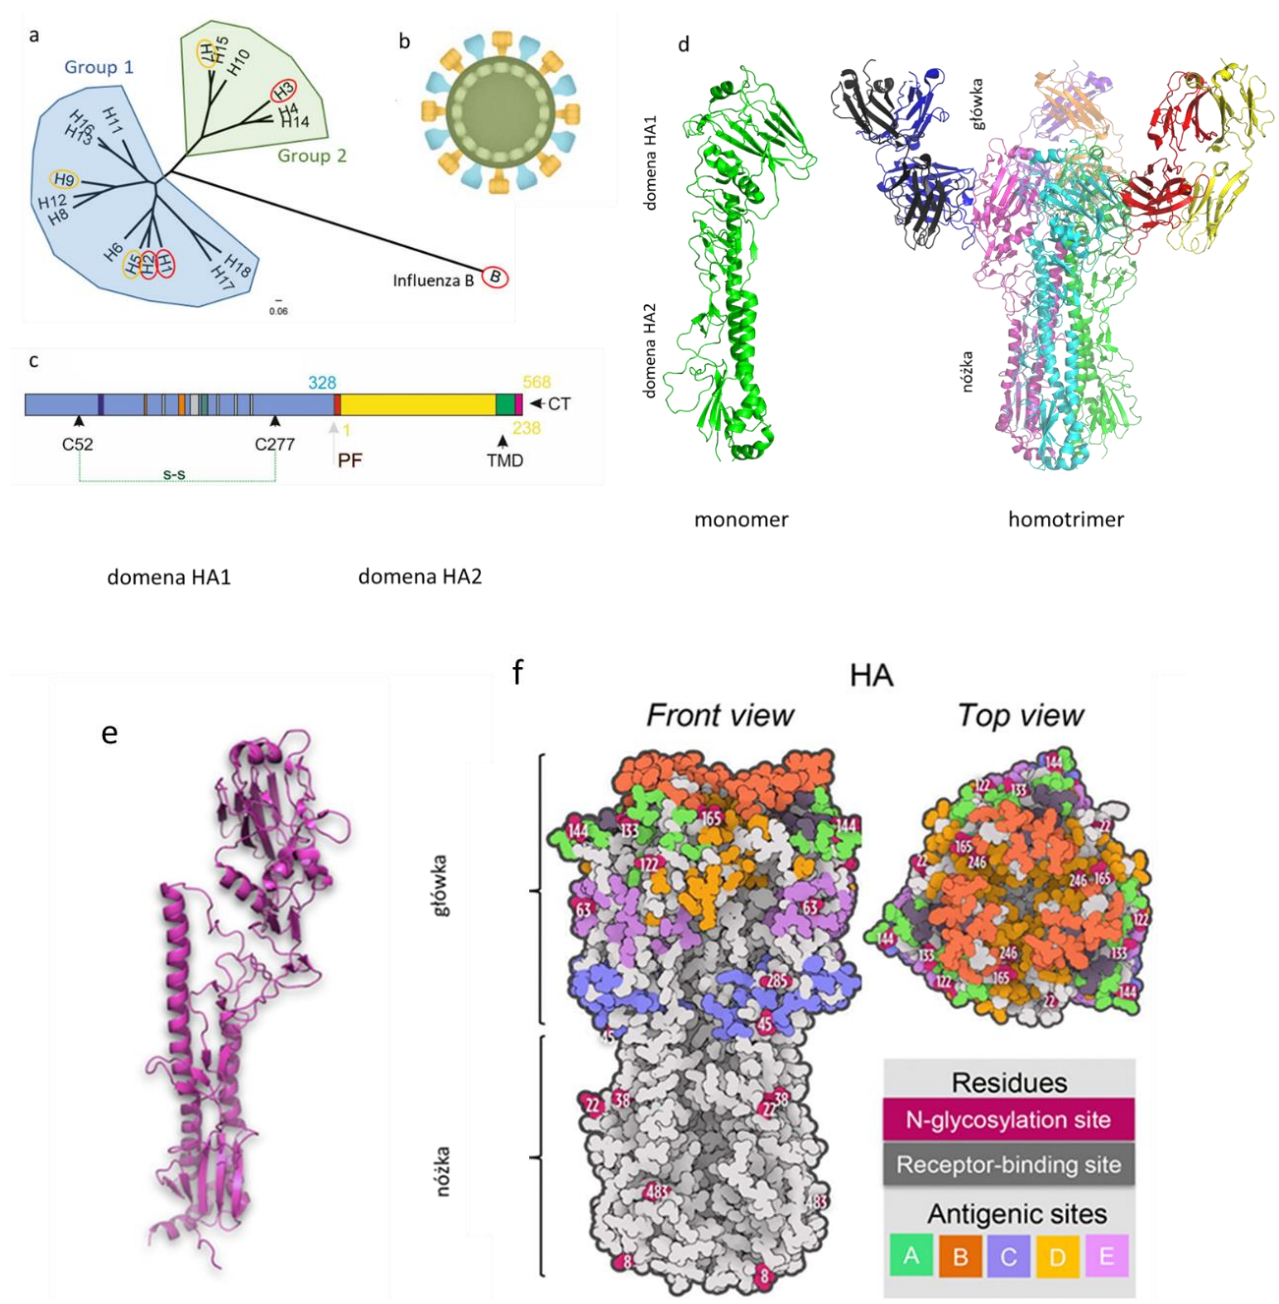 a
Group 1
H16
H13
H11
H9
H12
H8
H6
H5
H2
H1
H18
H17
H7
H15
H10
H3
H4
H14
Group 2
Influenza B
B
0.06
b
c
328
568
CT
C52
C277
1
238
PF
TMD
s-s
domena HA1
domena HA2
d
domena HA1
domena HA2
główka
nóżka
monomer
homotrimer
e
f
HA
Front view
Top view
główka
nóżka
144
133
165
144
122
63
63
285
45
45
22
38
38
22
483
483
8
8
144
122
133
22
165
246
22
246
165
122
144
133
246
133
165
122
22
144
Residues
N-glycosylation site
Receptor-binding site
Antigenic sites
A B C D E